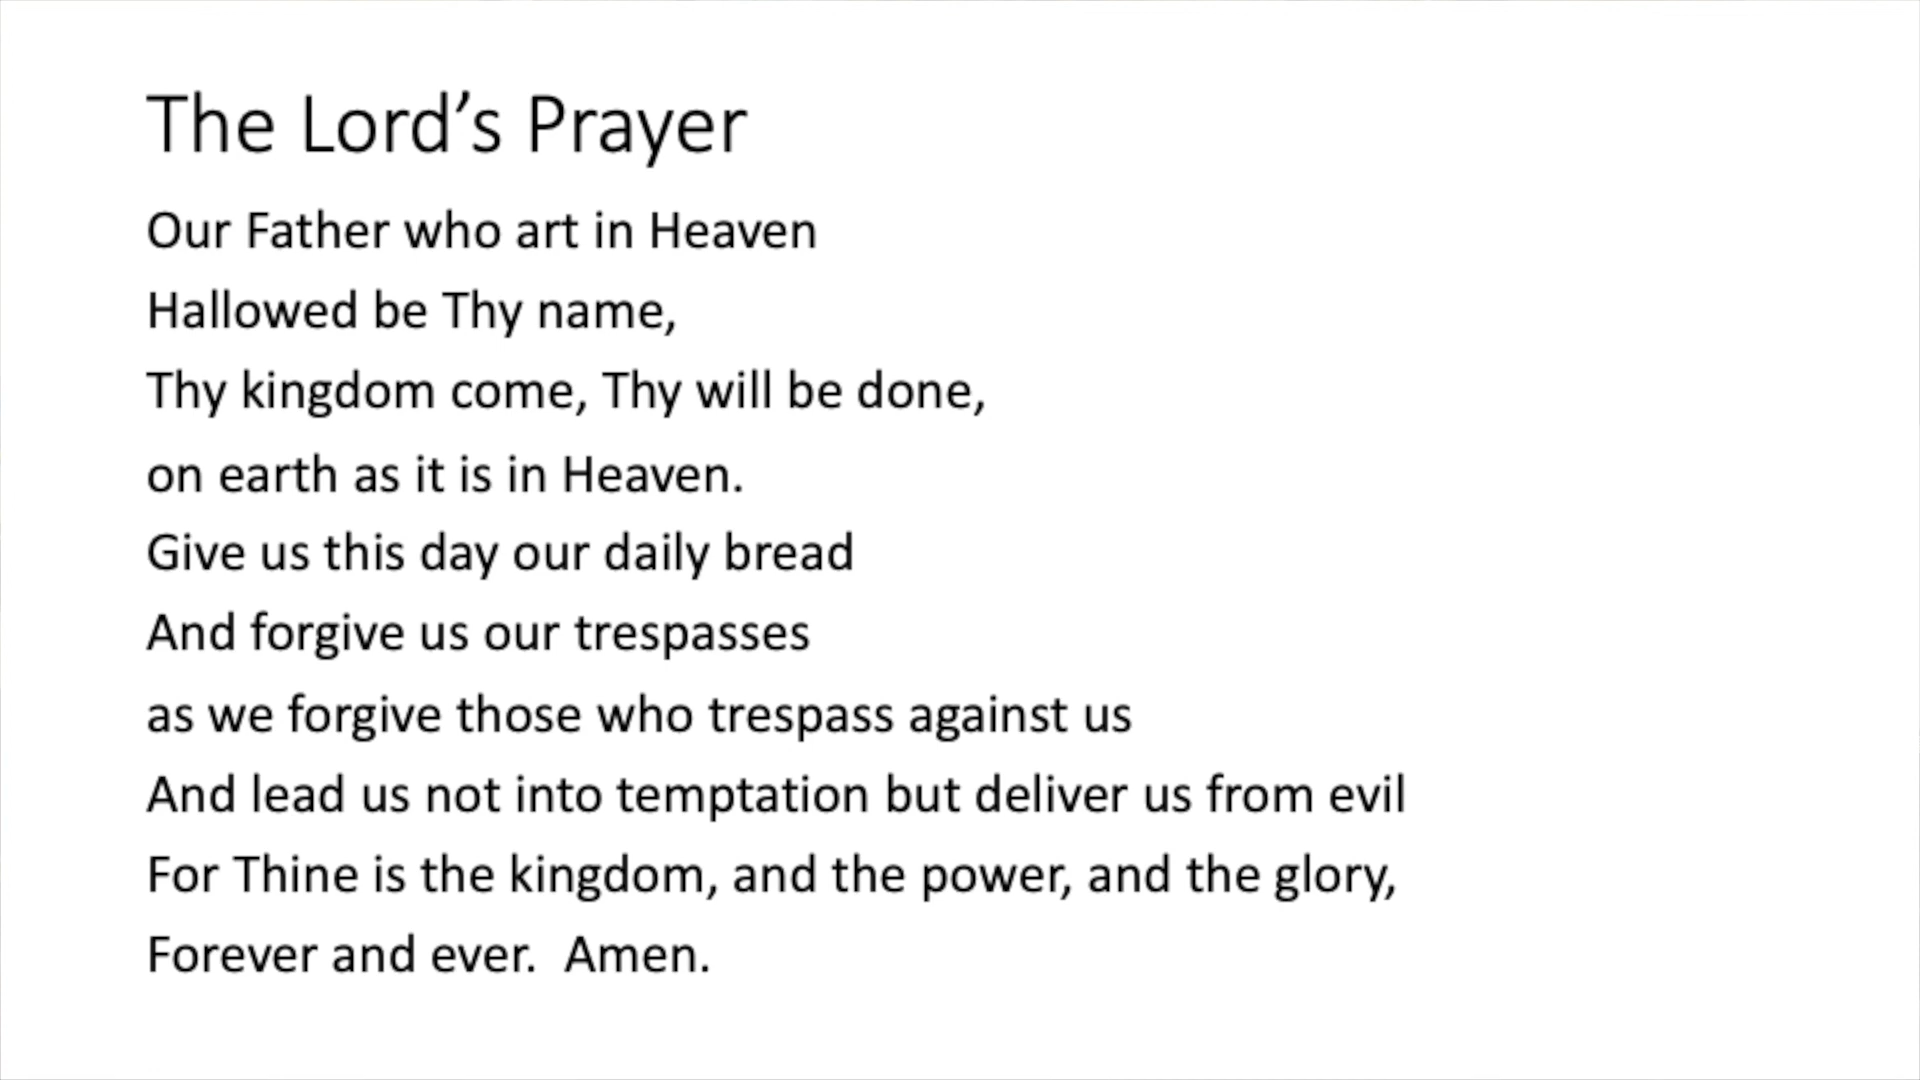 The Lord’s Prayer
Our Father who art in Heaven
Hallowed be Thy name,
Thy kingdom come, Thy will be done,
on earth as it is in Heaven.
Give us this day our daily bread
And forgive us our trespasses
as we forgive those who trespass against us
And lead us not into temptation but deliver us from evil
For Thine is the kingdom, and the power, and the glory,
Forever and ever.  Amen.